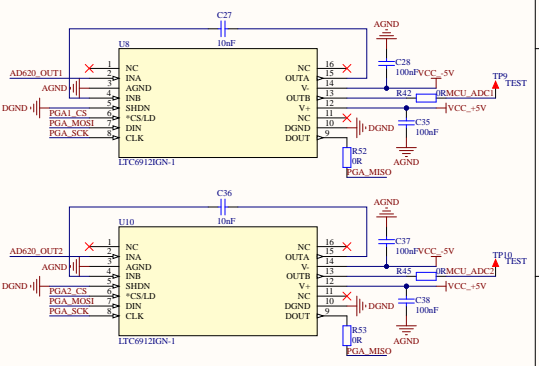 C27
10nF
AGND
U8
AD620_OUT1
1 NC NC 16
2 INA OUTA 15
AGND 3 AGND V- 14
4 INB OUTB 13
DGND 5 SHDN V+ 12
PGA1_CS 6 *CS/LD NC 11
PGA_MOSI 7 DIN DGND 10 DGND
PGA_SCK 8 CLK DOUT 9
LTC6912IGN-1
C28
100nF
VCC_-5V
TP9
TEST
R42 0R MCU_ADC1
VCC_+5V
C35
100nF
AGND
R52
0R
PGA_MISO
C36
10nF
AGND
U10
AD620_OUT2
1 NC NC 16
2 INA OUTA 15
AGND 3 AGND V- 14
4 INB OUTB 13
DGND 5 SHDN V+ 12
PGA2_CS 6 *CS/LD NC 11
PGA_MOSI 7 DIN DGND 10 DGND
PGA_SCK 8 CLK DOUT 9
LTC6912IGN-1
C37
100nF
VCC_-5V
TP10
TEST
R45 0R MCU_ADC2
VCC_+5V
C38
100nF
AGND
R53
0R
PGA_MISO